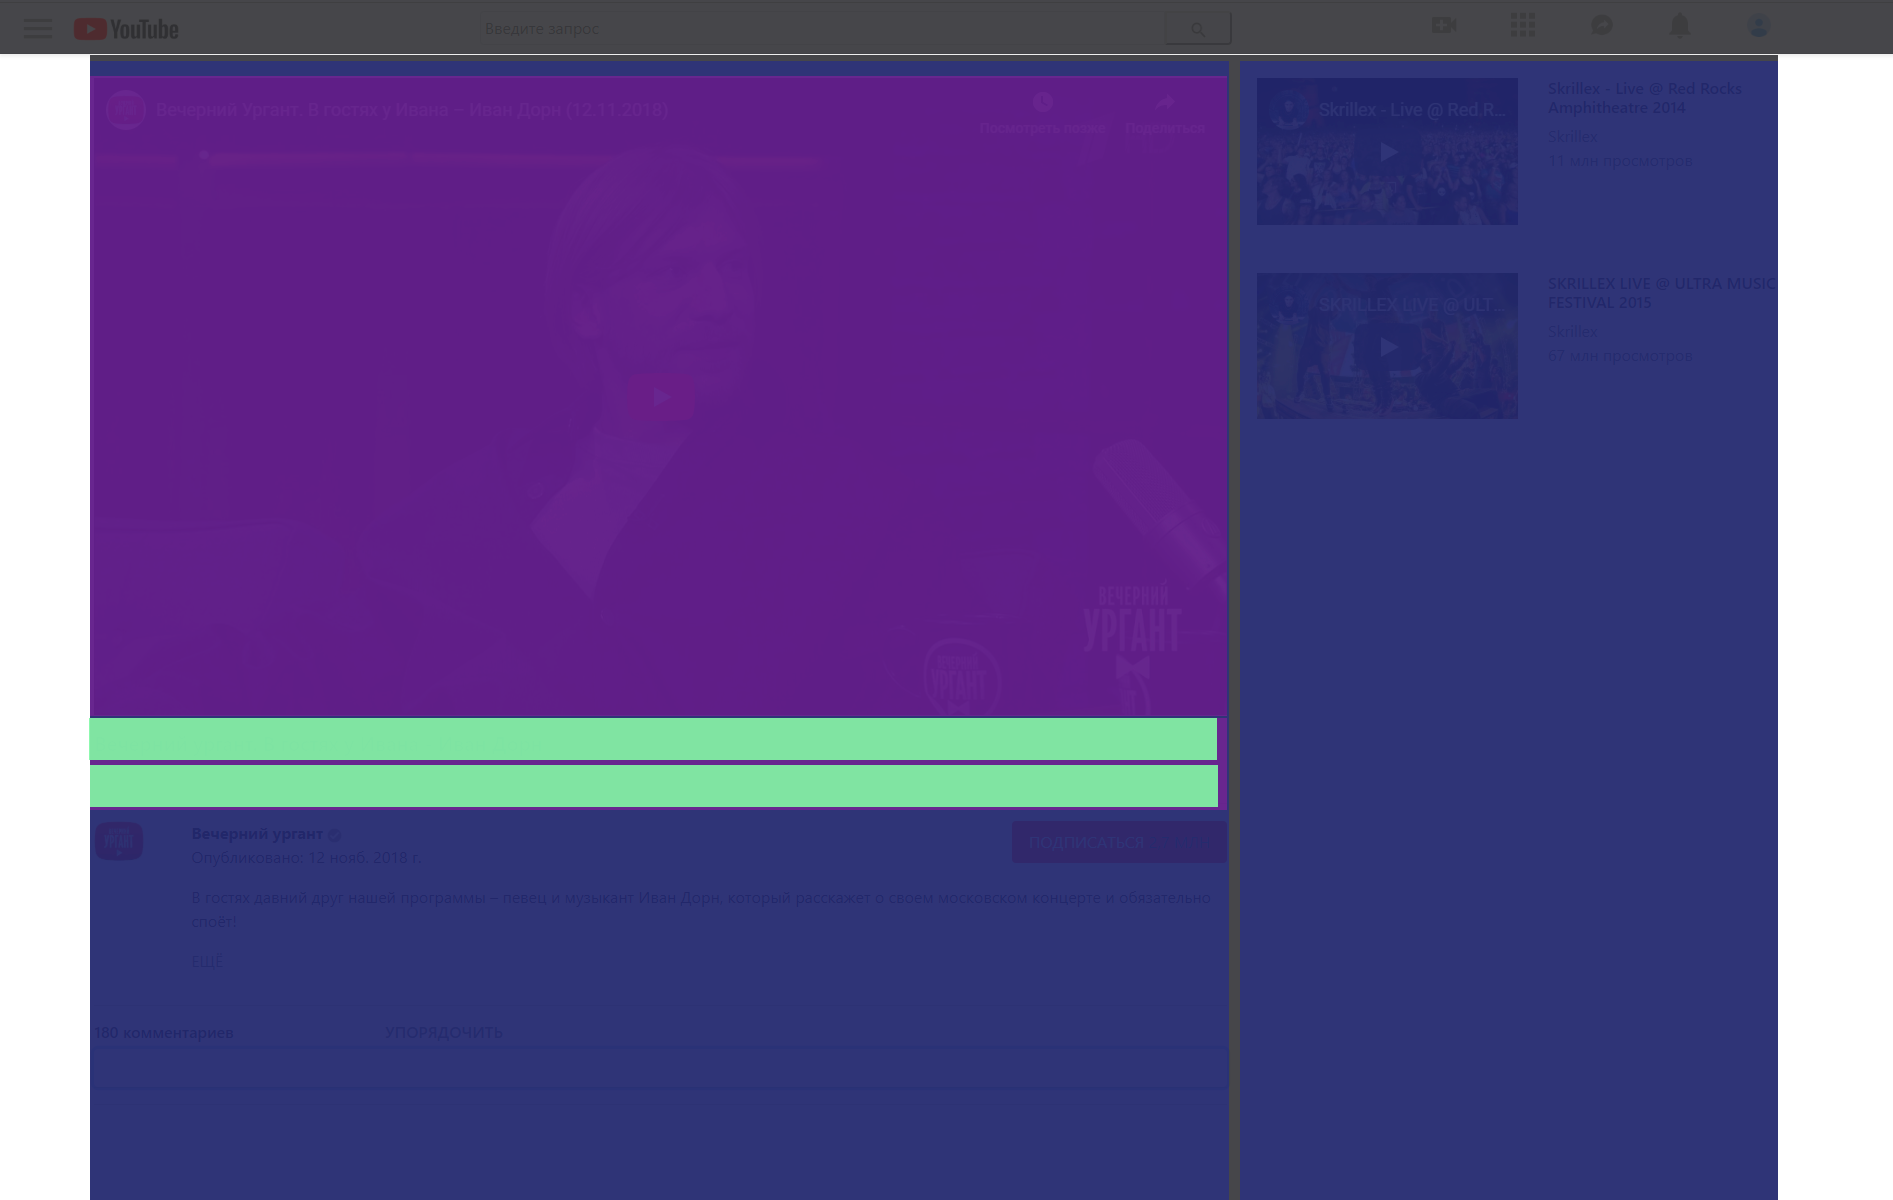 YouTube
Введите запрос
Вечерний Ургант. В гостях у Ивана – Иван Дорн (12.11.2018)
Посмотреть позже
Поделиться
ВЕЧЕРНИЙ
УРГАНТ
УРГАНТ
Skrillex - Live @ Red R...
Skrillex - Live @ Red Rocks
Amphitheatre 2014
Skrillex
11 млн просмотров
SKRILLEX LIVE @ ULT...
SKRILLEX LIVE @ ULTRA MUSIC
FESTIVAL 2015
Skrillex
67 млн просмотров
УРГАНТ
Вечерний ургант
Опубликовано: 12 нояб. 2018 г.
ПОДПИСАТЬСЯ
В гостях давний друг нашей программы – певец и музыкант Иван Дорн, который расскажет о своем московском концерте и обязательно
споёт!
ЕЩЁ
180 комментариев
УПОРЯДОЧИТЬ